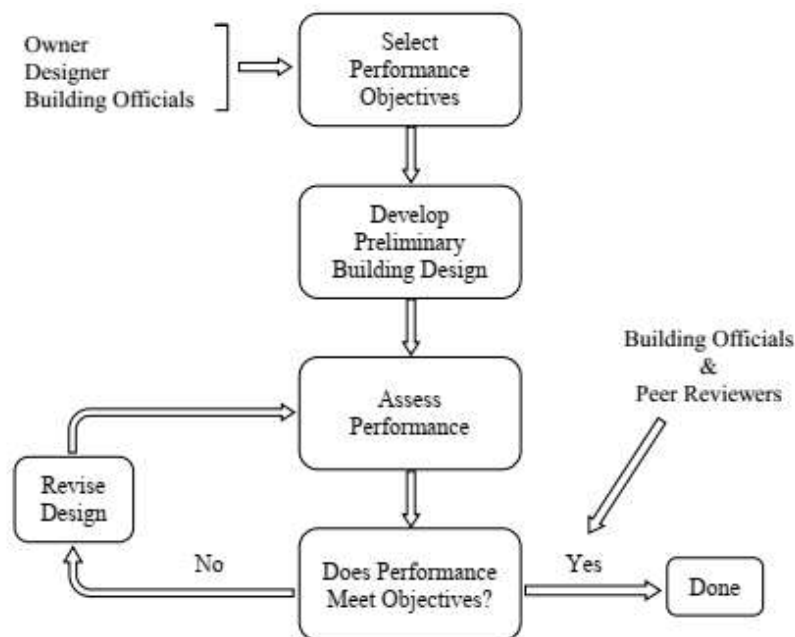 Owner
Designer
Building Officials
Select
Performance
Objectives
Develop
Preliminary
Building Design
Building Officials
&
Peer Reviewers
Assess
Performance
Revise
Design
No
Does Performance
Meet Objectives?
Yes
Done